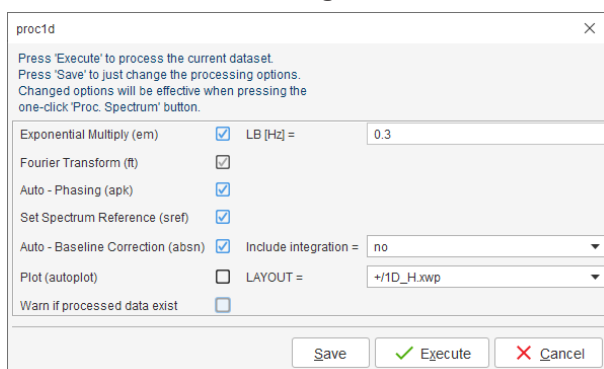 proc1d
Press 'Execute' to process the current dataset.
Press 'Save' to just change the processing options.
Changed options will be effective when pressing the
one-click 'Proc. Spectrum' button.
Exponential Multiply (em) LB [Hz] = 0.3
Fourier Transform (ft)
Auto - Phasing (apk)
Set Spectrum Reference (sref)
Auto - Baseline Correction (absn) Include integration = no
Plot (autoplot) LAYOUT = +/1D_H.xwp
Warn if processed data exist
Save Execute Cancel